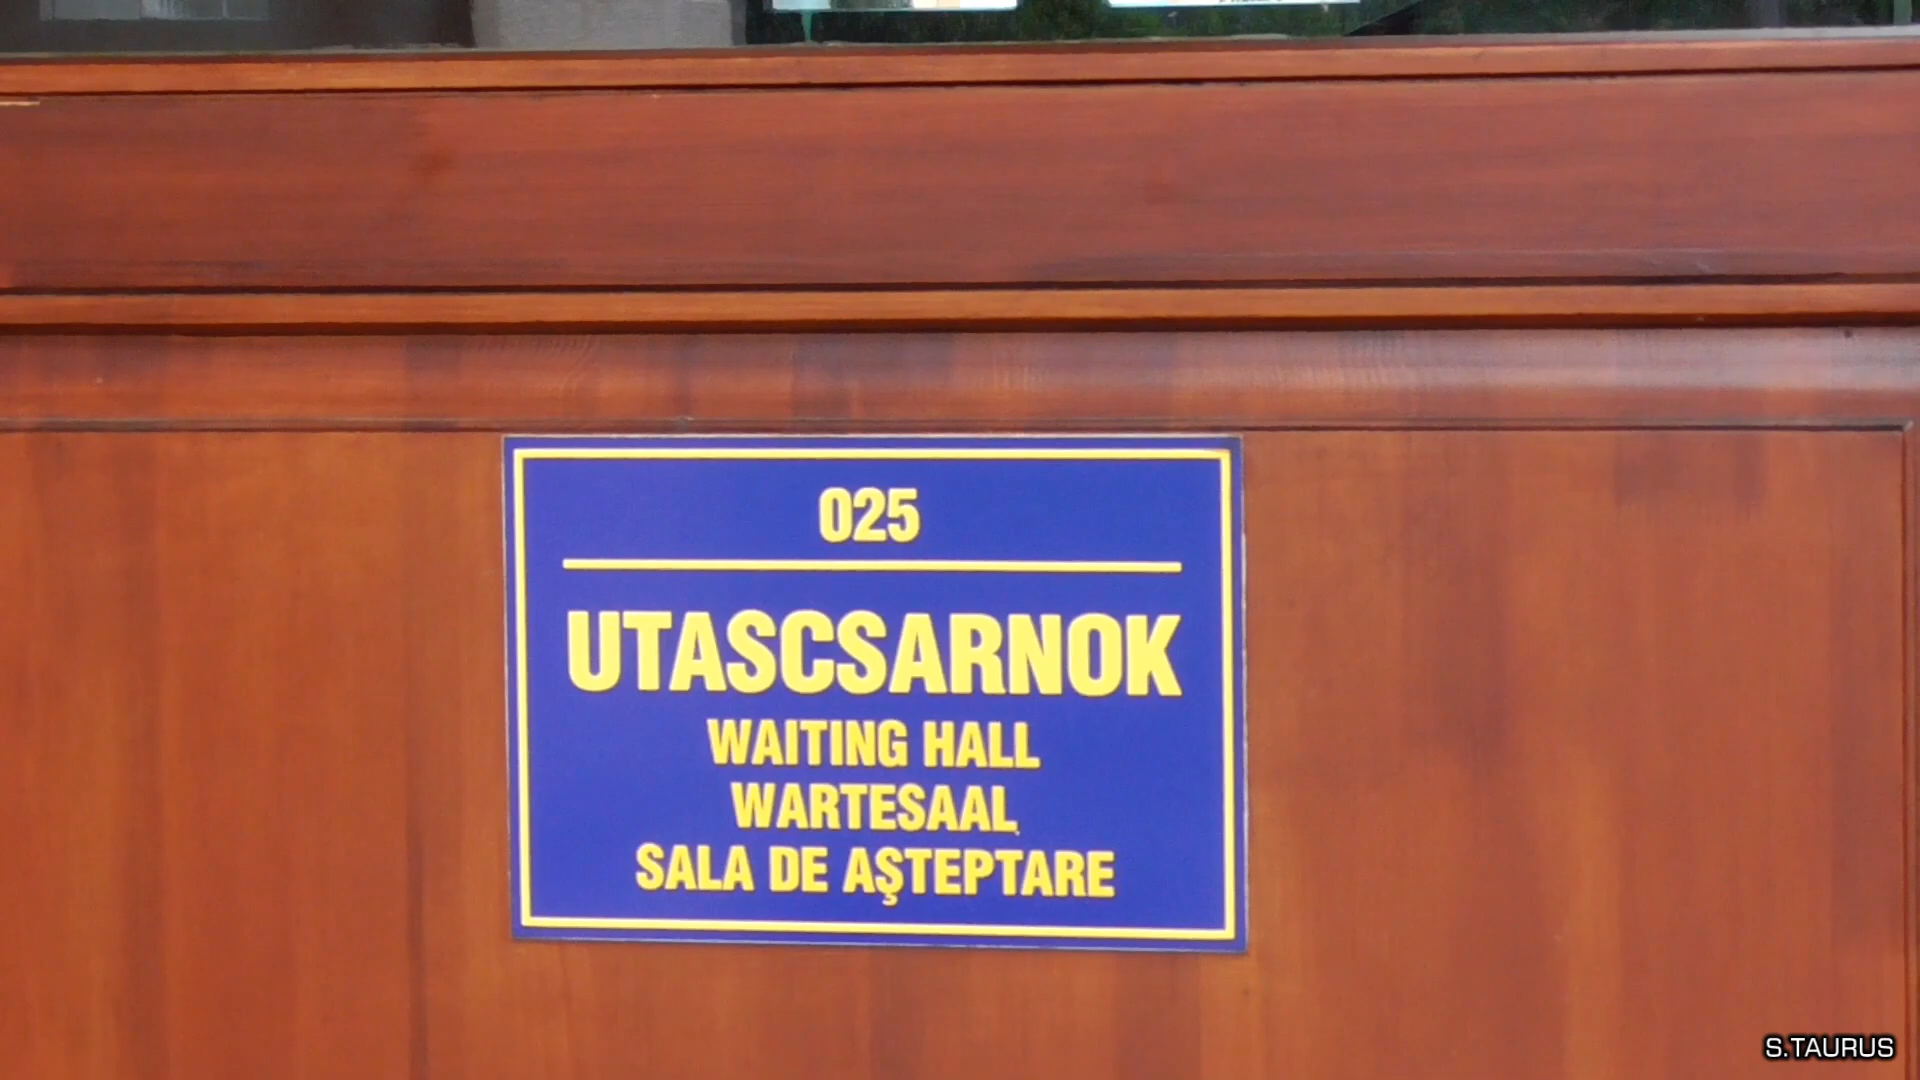 025
UTASCSARNOK
WAITING HALL
WARTESAAL
SALA DE AŞTEPTARE
S.TAURUS